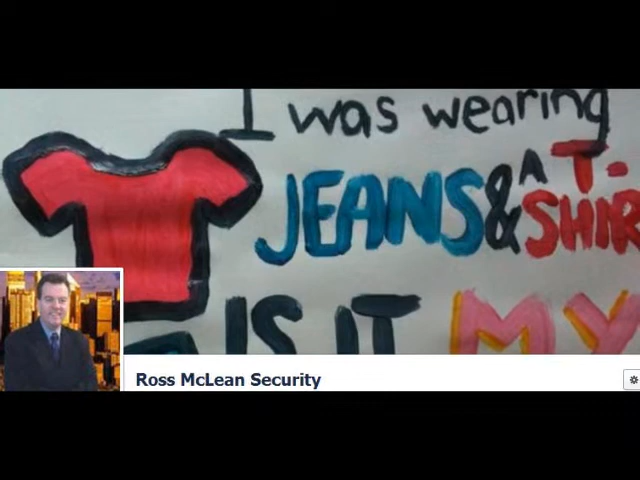 I was wearing
JEANS & A T-
SHIR
IS IT MY
Ross McLean Security